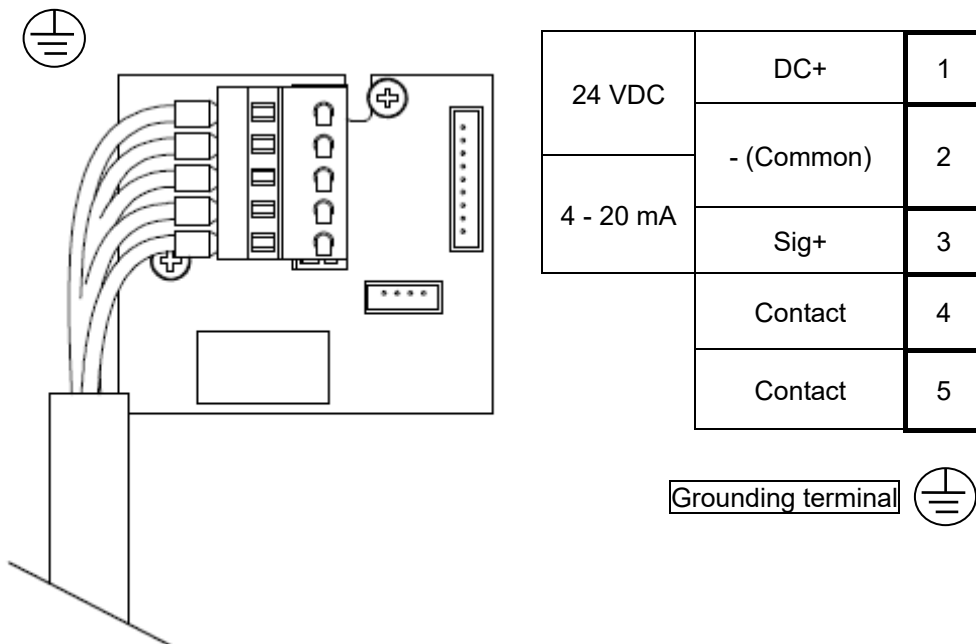 24 VDC
DC+
1
- (Common)
2
4 - 20 mA
Sig+
3
Contact
4
Contact
5
Grounding terminal